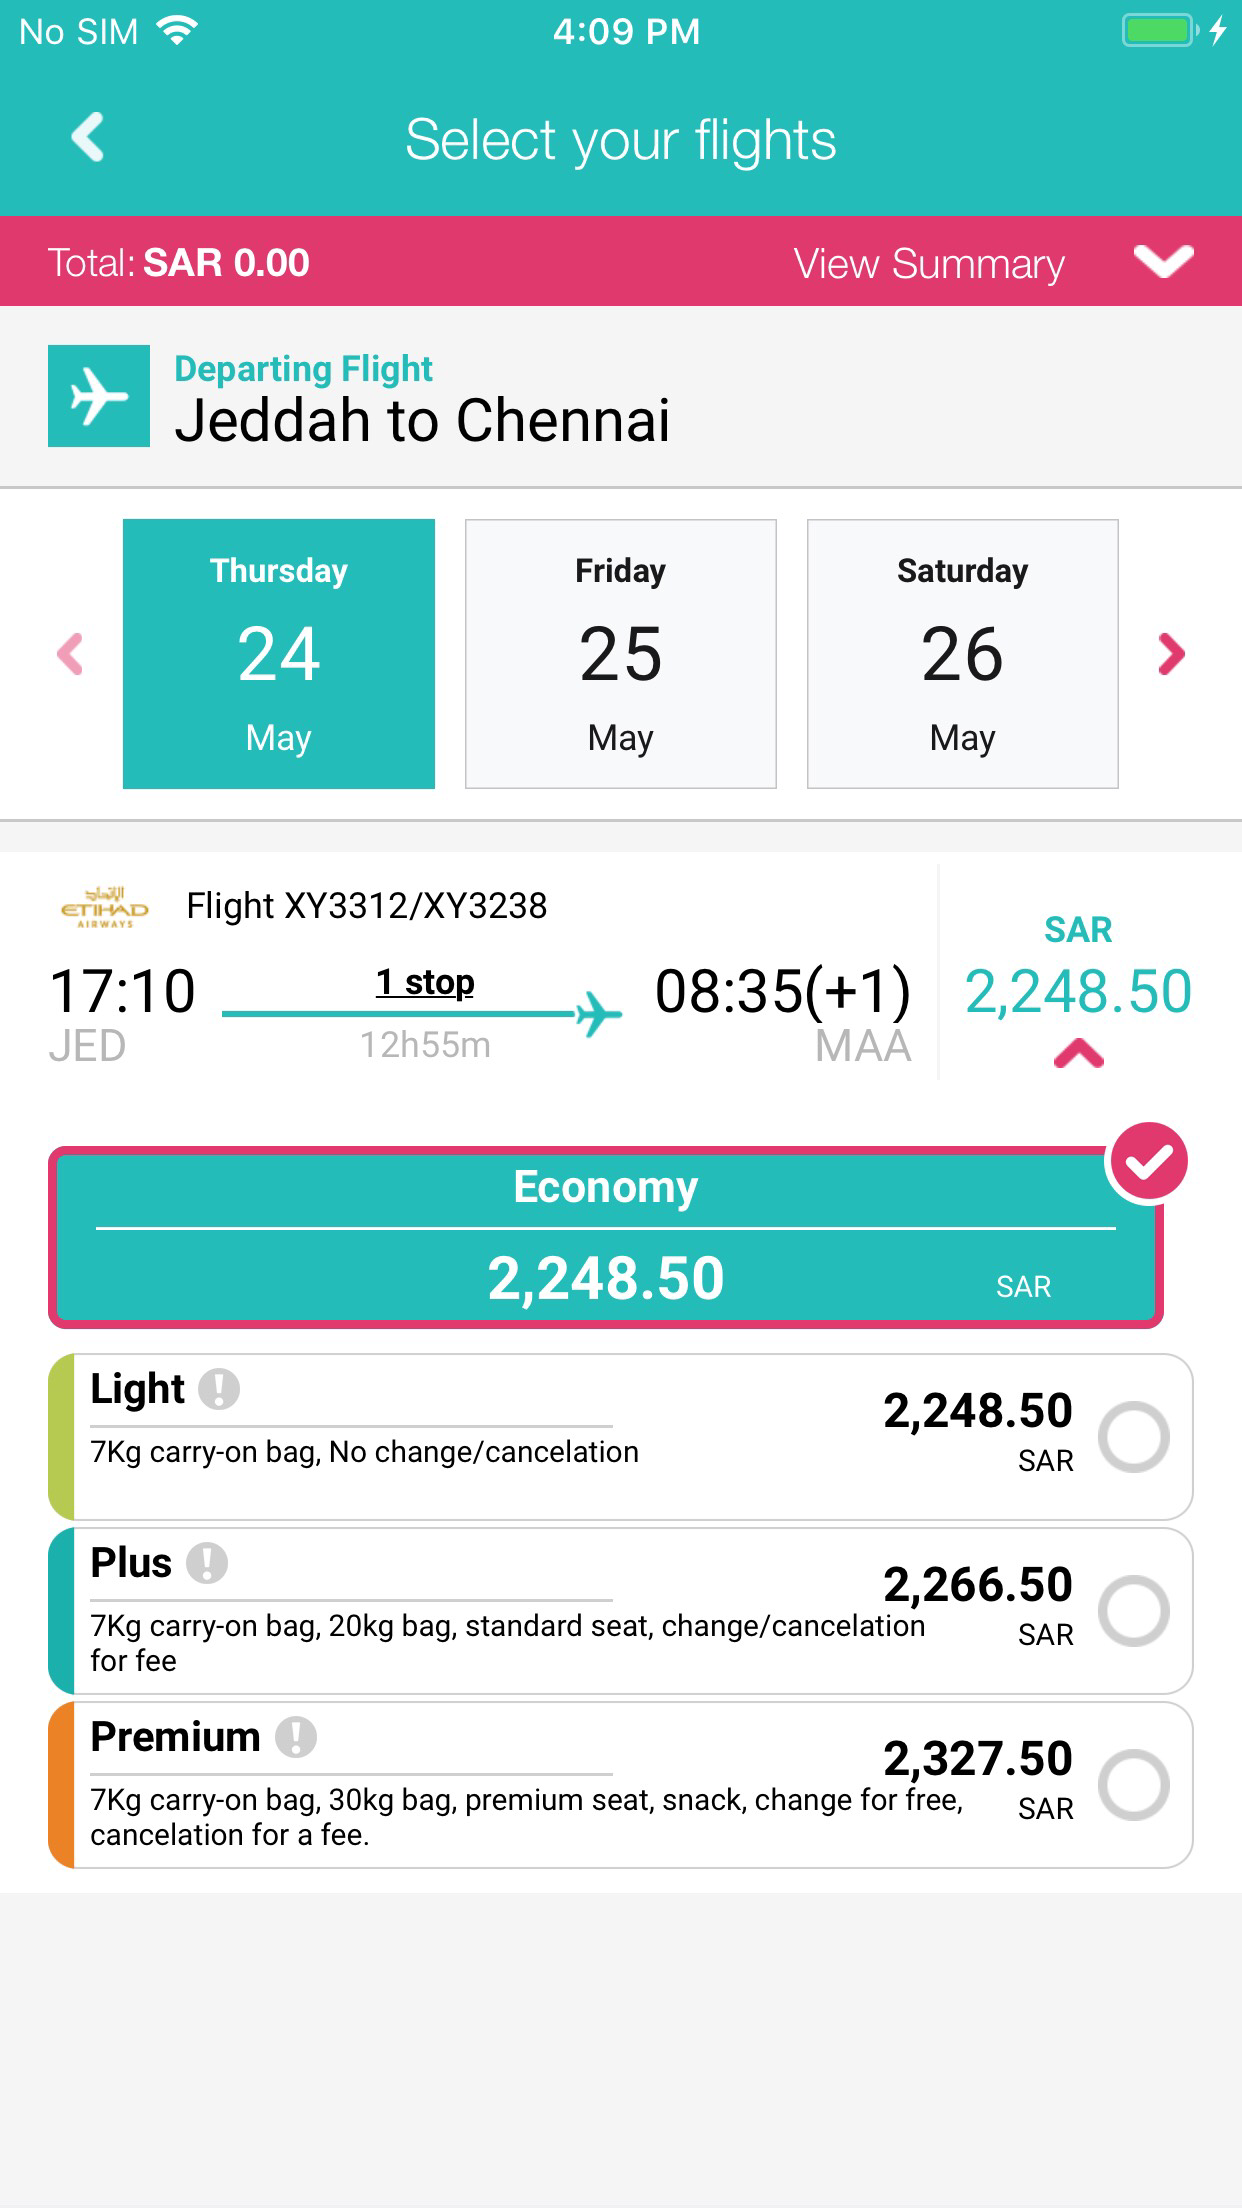 No SIM 4:09 PM
Select your flights
Total: SAR 0.00 View Summary
Departing Flight
Jeddah to Chennai
Thursday Friday Saturday
24 25 26
May May May
الإتحاد
ETIHAD
AIRWAYS
Flight XY3312/XY3238
SAR
17:10 1 stop 08:35(+1) 2,248.50
JED 12h55m MAA
Economy
2,248.50 SAR
Light
2,248.50
7Kg carry-on bag, No change/cancelation SAR
Plus
2,266.50
7Kg carry-on bag, 20kg bag, standard seat, change/cancelation SAR
for fee
Premium
2,327.50
7Kg carry-on bag, 30kg bag, premium seat, snack, change for free, SAR
cancelation for a fee.